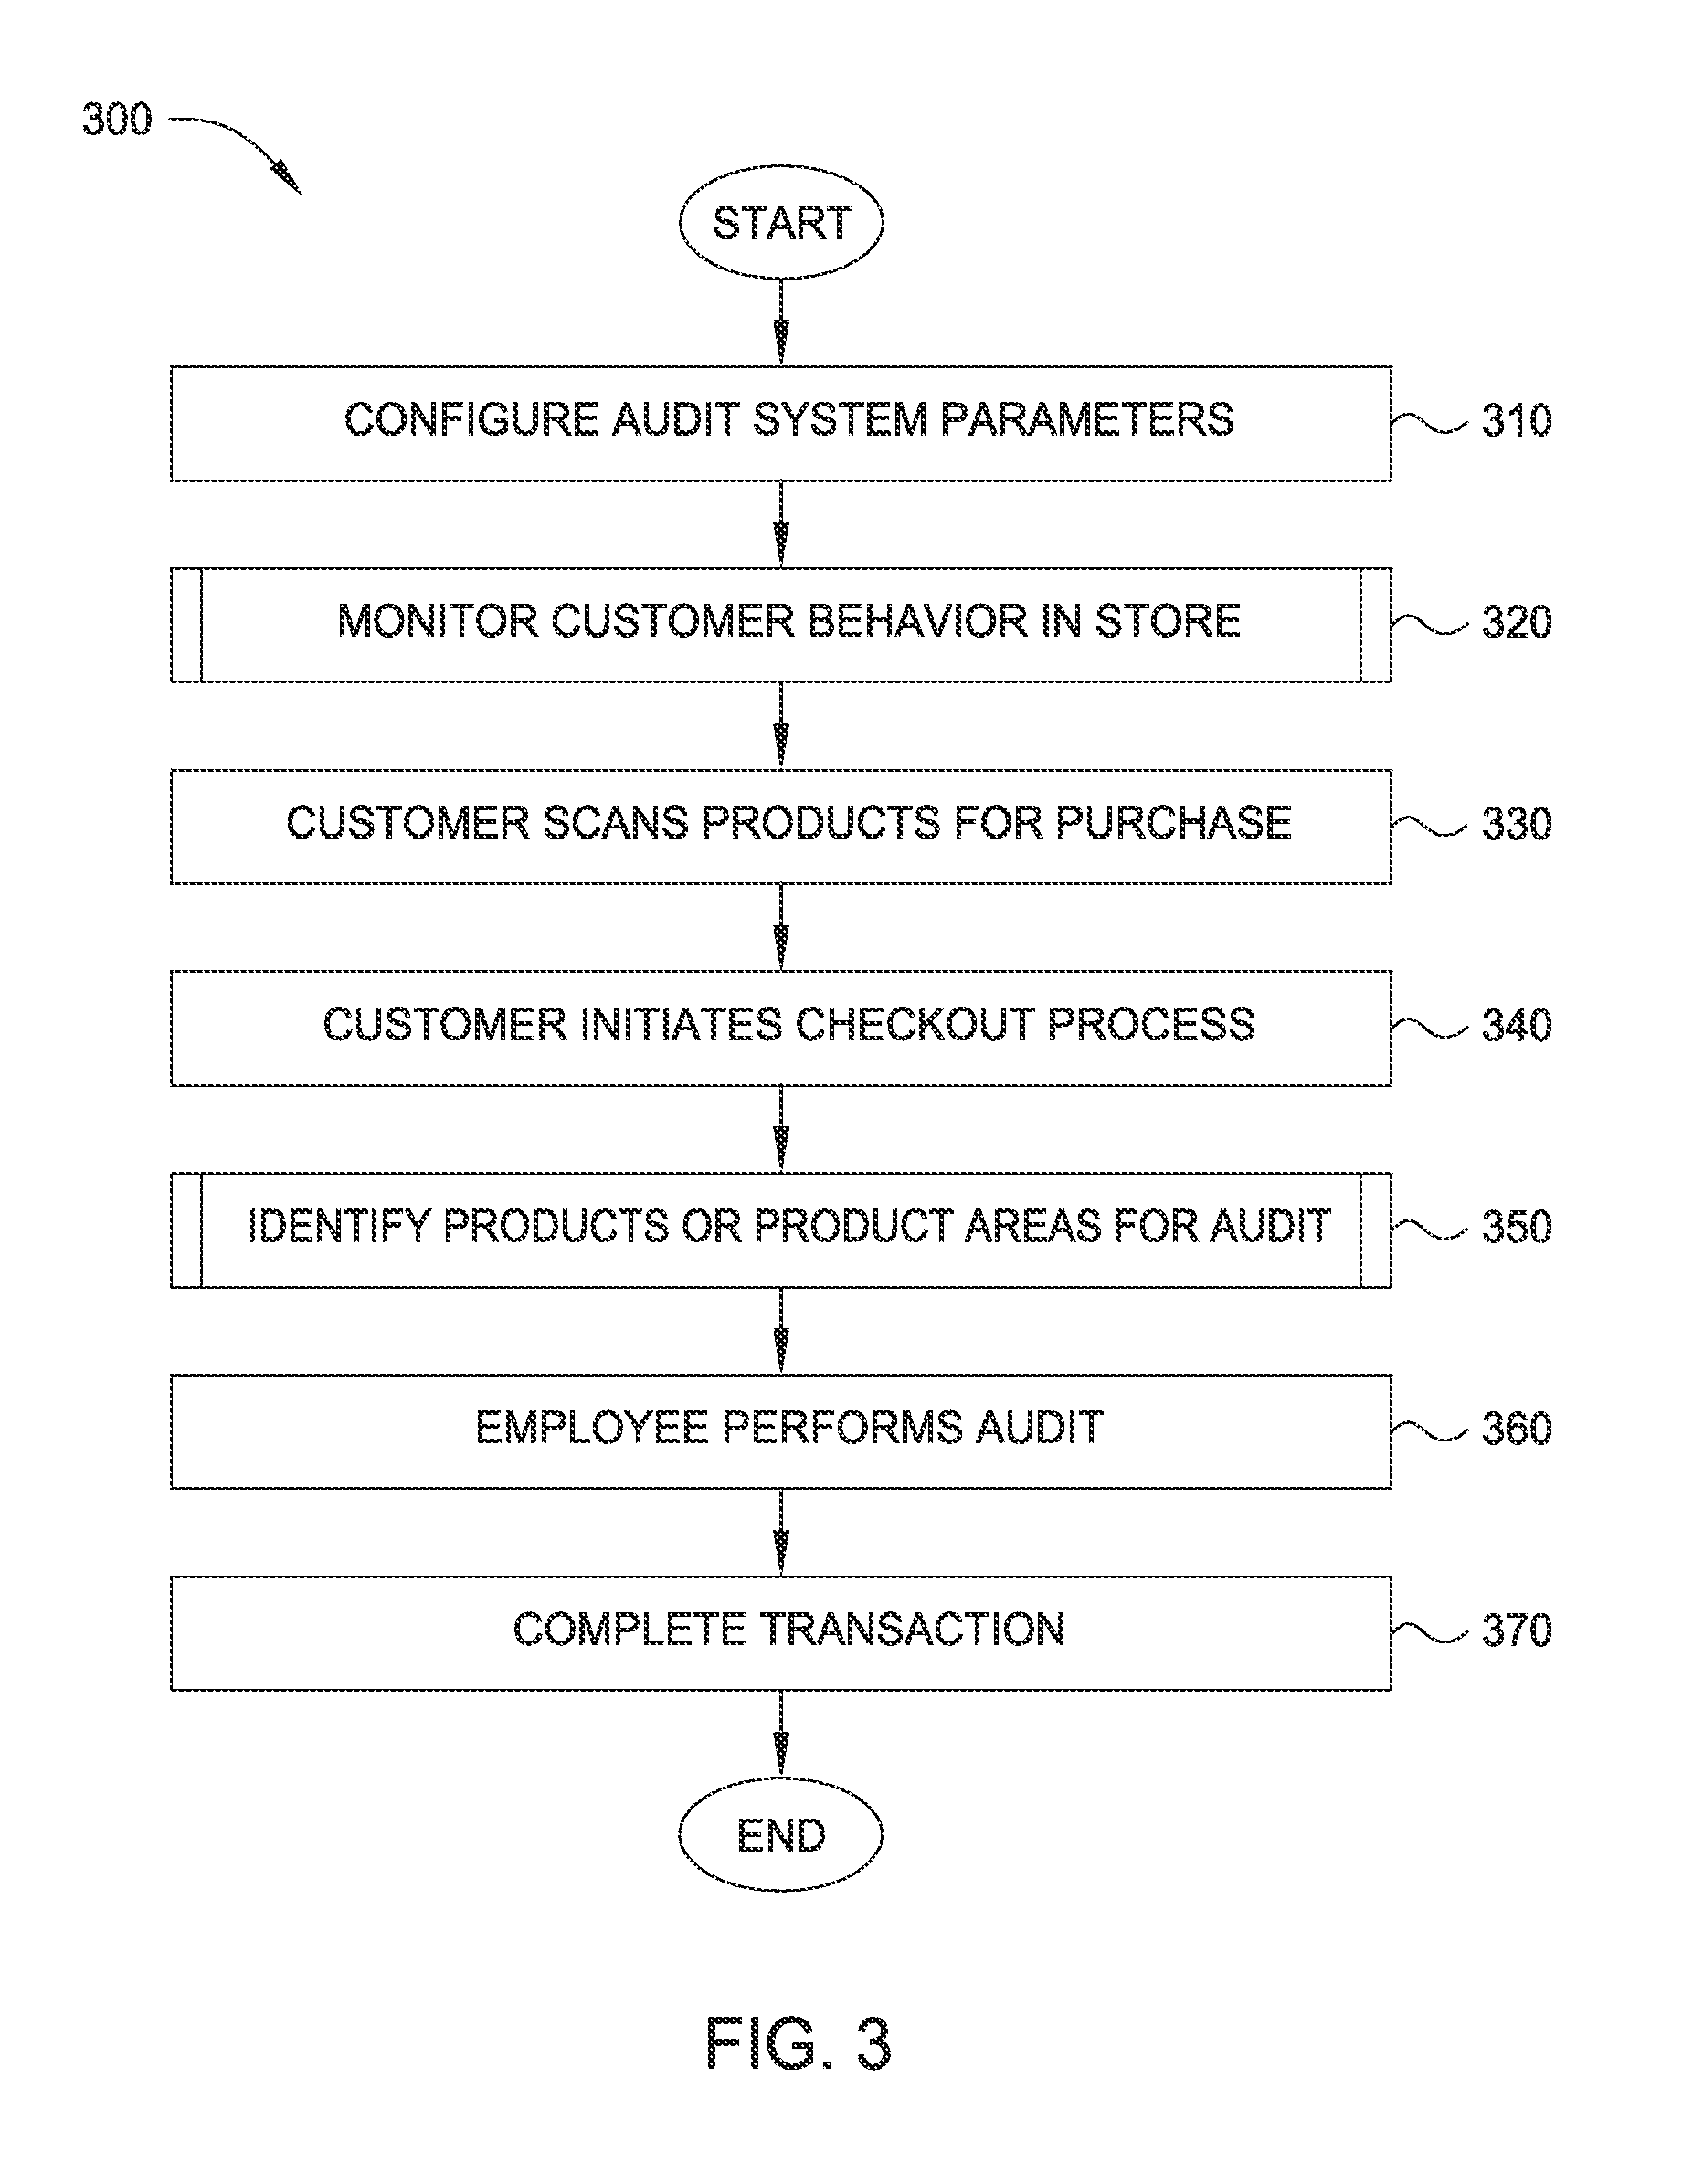 300
START
CONFIGURE AUDIT SYSTEM PARAMETERS
310
MONITOR CUSTOMER BEHAVIOR IN STORE
320
CUSTOMER SCANS PRODUCTS FOR PURCHASE
330
CUSTOMER INITIATES CHECKOUT PROCESS
340
IDENTIFY PRODUCTS OR PRODUCT AREAS FOR AUDIT
350
EMPLOYEE PERFORMS AUDIT
360
COMPLETE TRANSACTION
370
END
FIG. 3